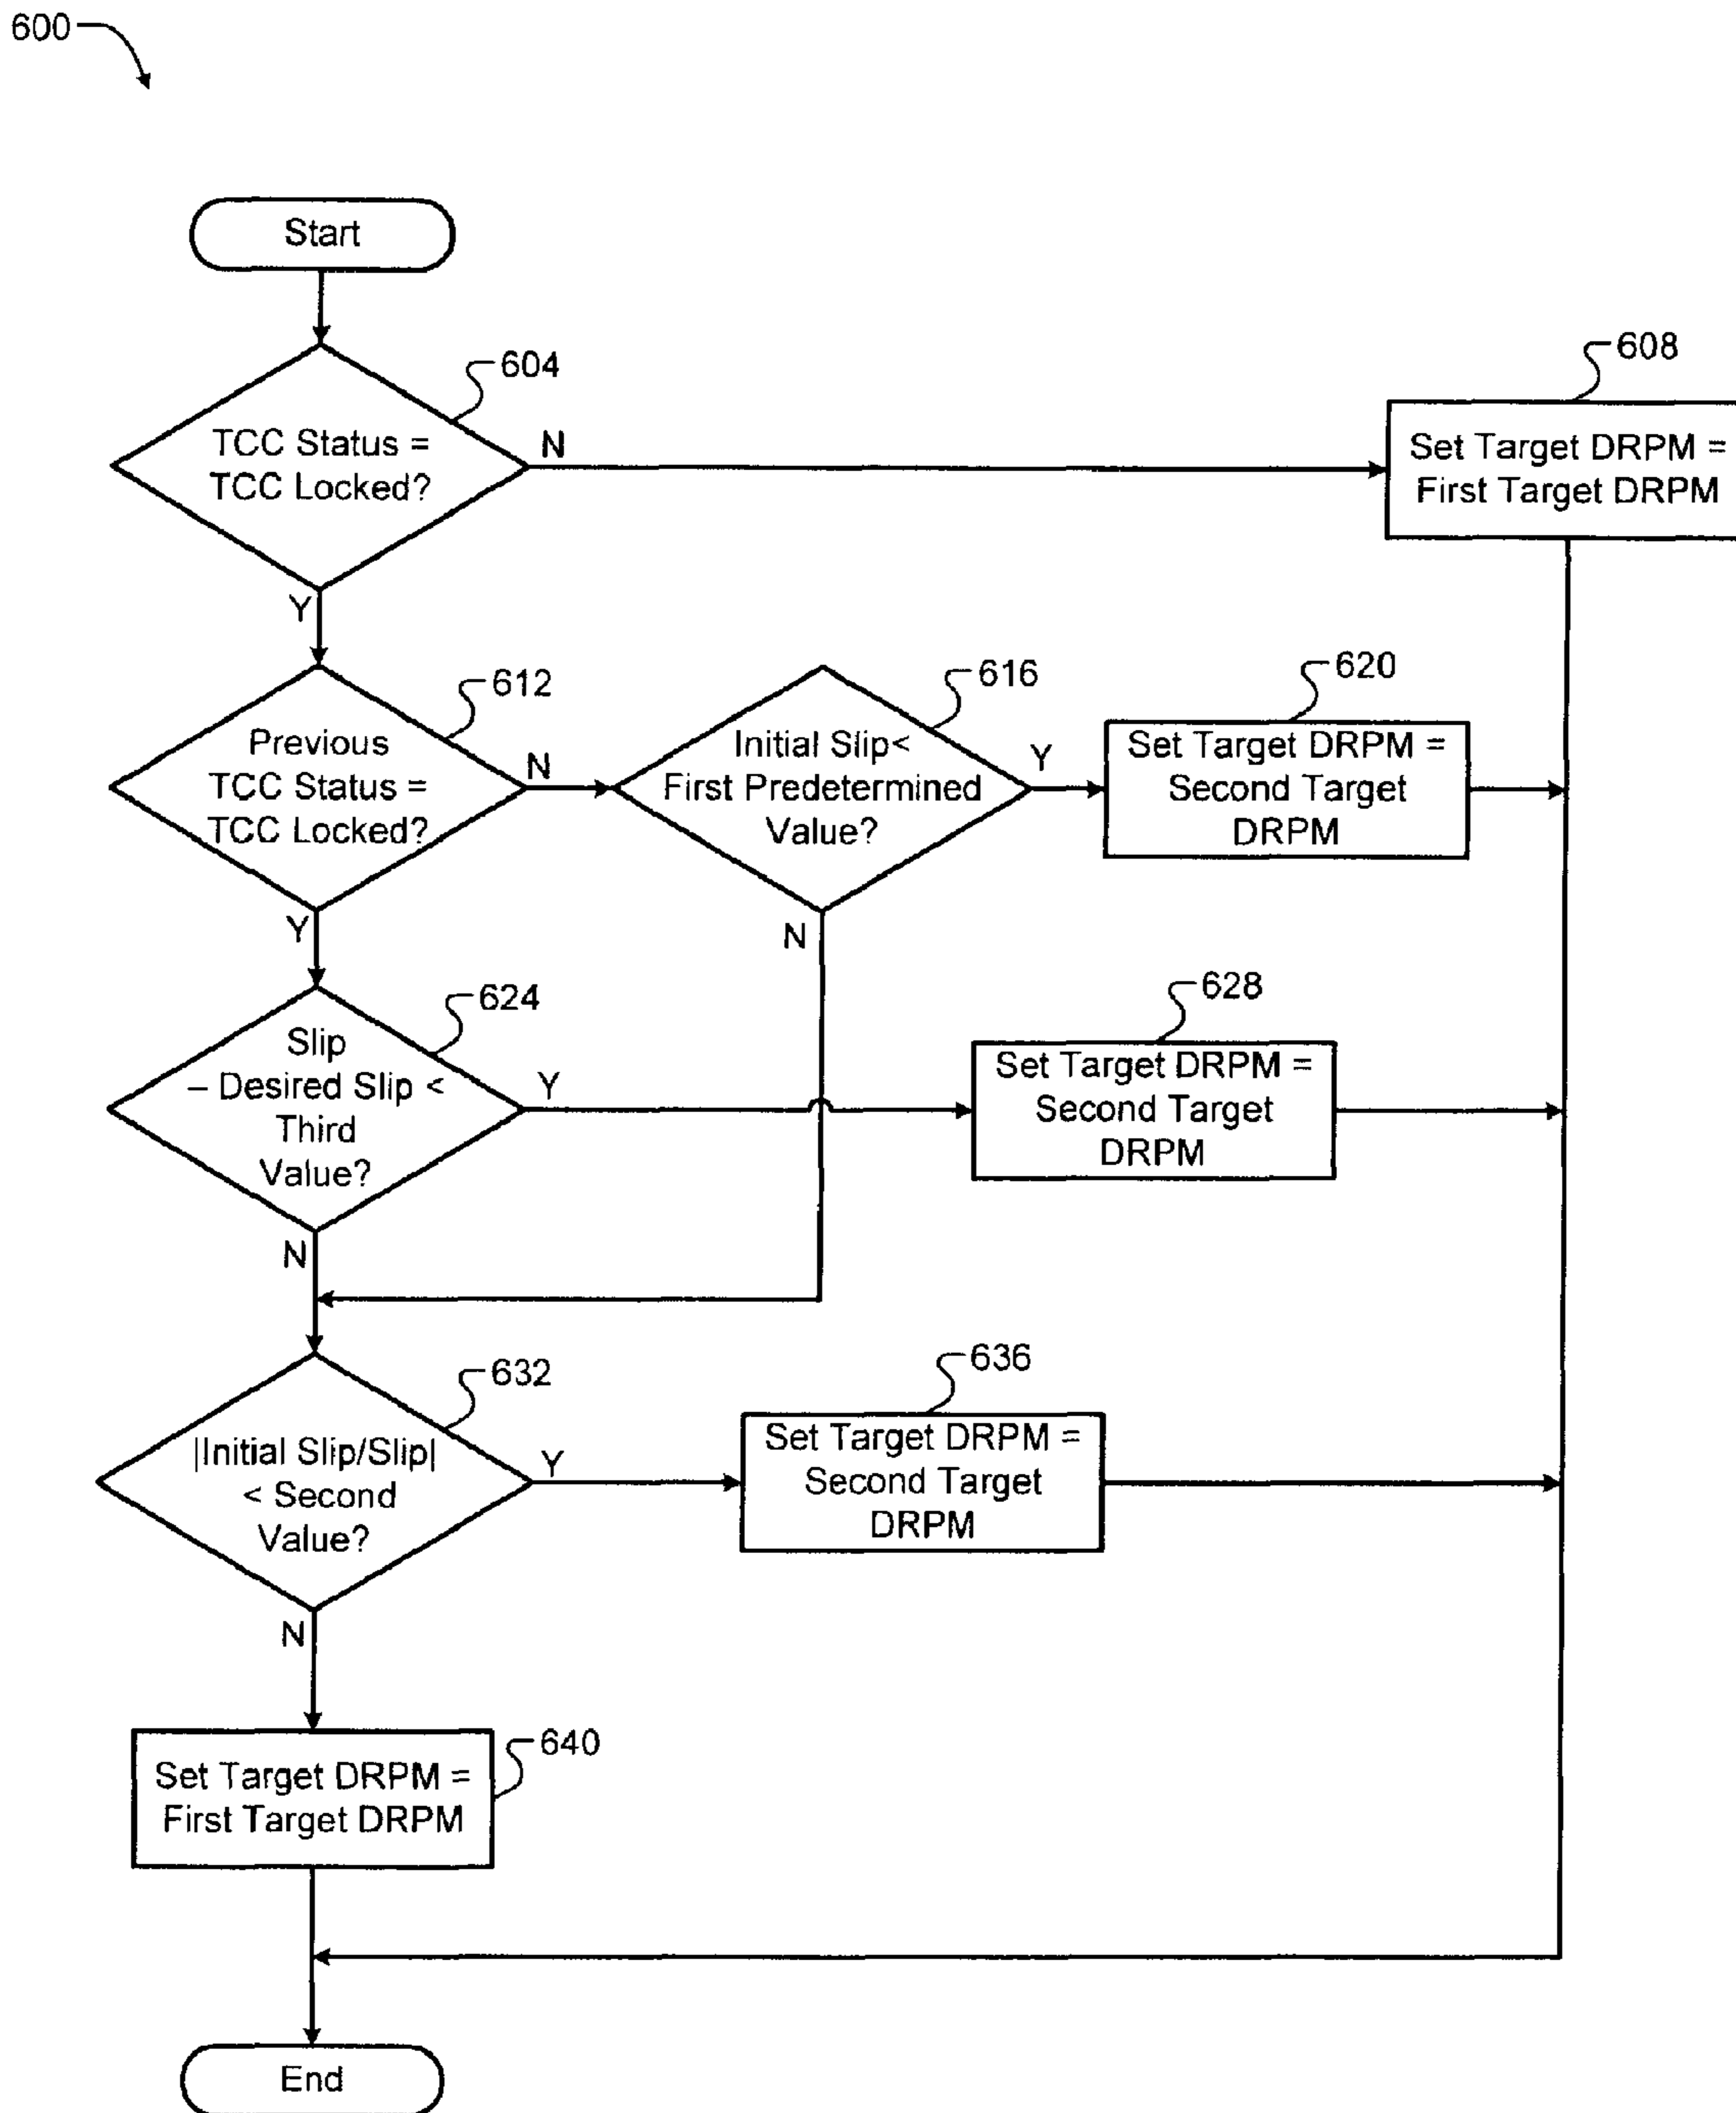 600
Start
604
TCC Status =
TCC Locked?
N
Y
608
Set Target DRPM =
First Target DRPM
612
Previous
TCC Status =
TCC Locked?
N
Y
616
Initial Slip<
First Predetermined
Value?
Y
N
620
Set Target DRPM =
Second Target
DRPM
624
Slip
– Desired Slip <
Third
Value?
Y
N
628
Set Target DRPM =
Second Target
DRPM
632
|Initial Slip/Slip|
< Second
Value?
Y
N
636
Set Target DRPM =
Second Target
DRPM
640
Set Target DRPM =
First Target DRPM
End